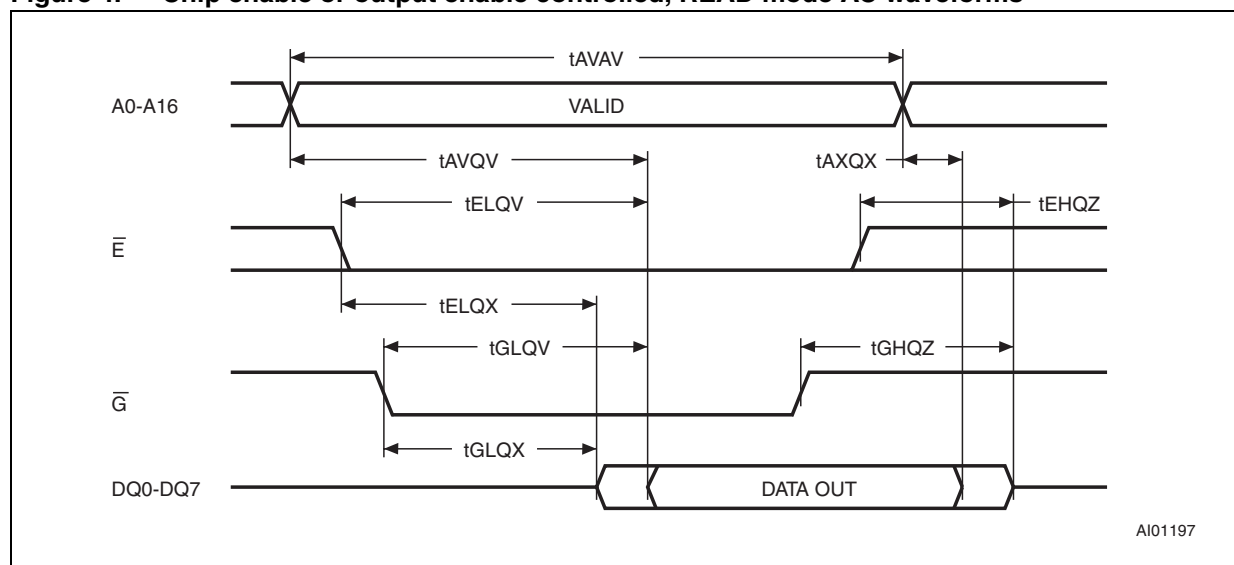 Figure 4. Chip enable or output enable controlled, READ mode AC waveforms
tAVAV
A0-A16
VALID
tAVQV
tAXQX
tELQV
tEHQZ
E̅
tELQX
tGLQV
tGHQZ
G̅
tGLQX
DQ0-DQ7
DATA OUT
AI01197